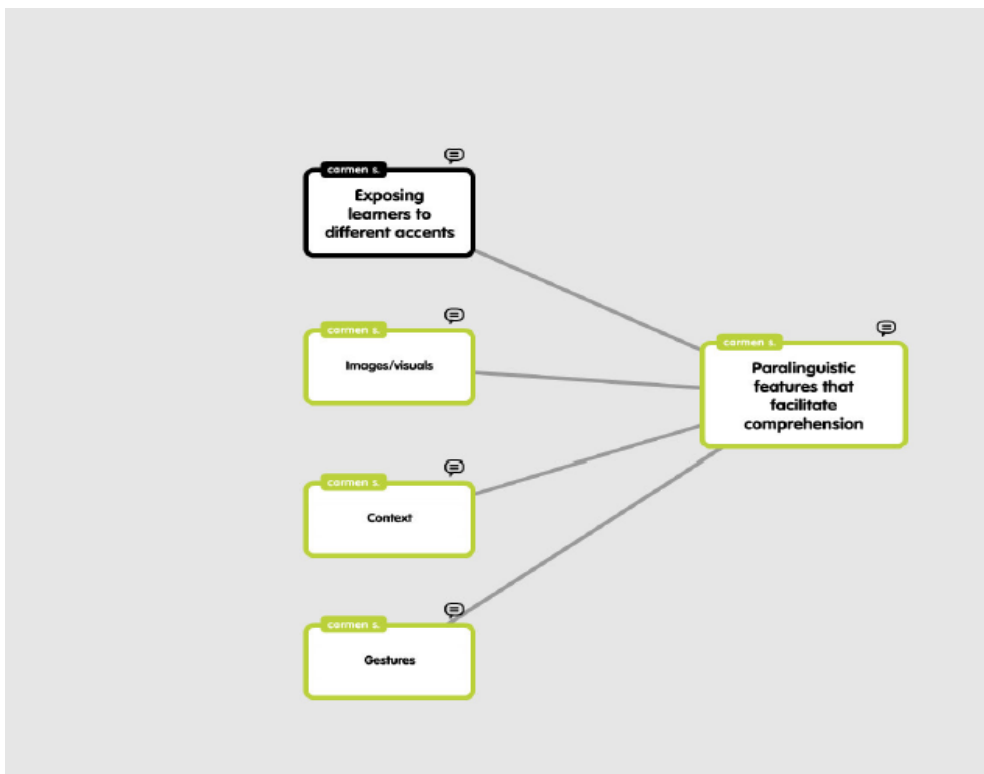 carmen s.
Exposing
learners to
different accents
carmen s.
Images/visuals
carmen s.
Paralinguistic
features that
facilitate
comprehension
carmen s.
Context
carmen s.
Gestures